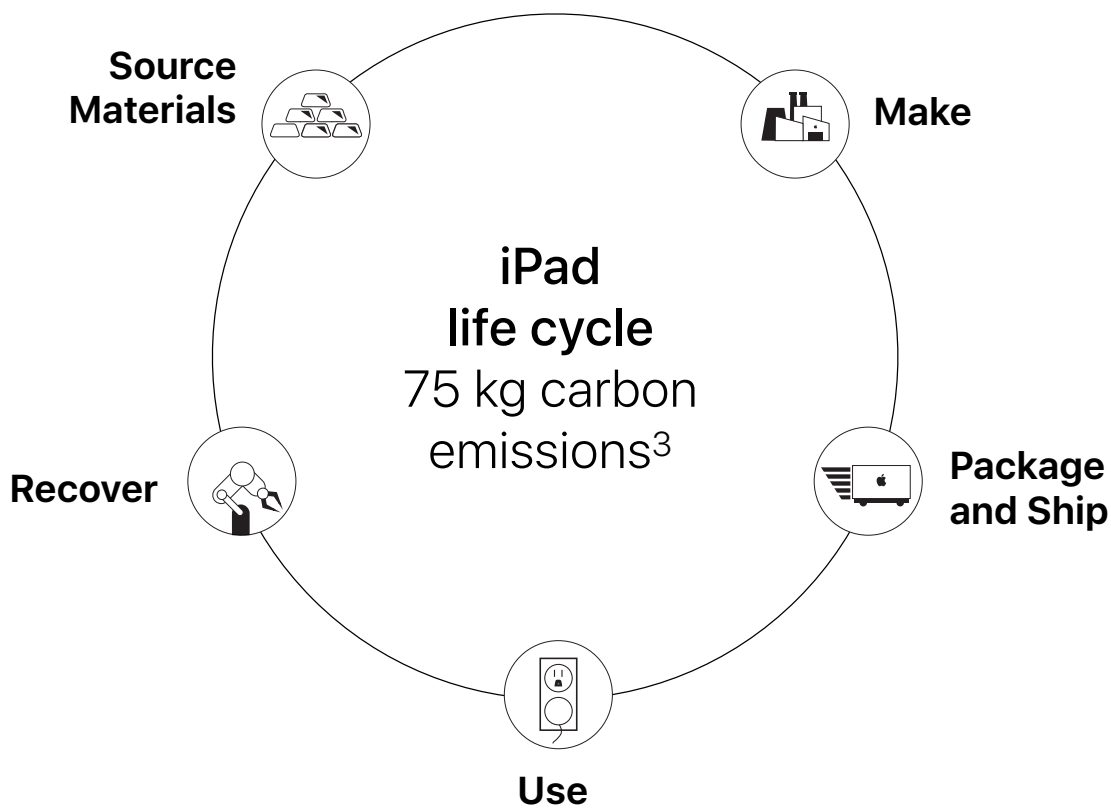 Source
Materials
Make
iPad
life cycle
75 kg carbon
emissions³
Recover
Package
and Ship
Use